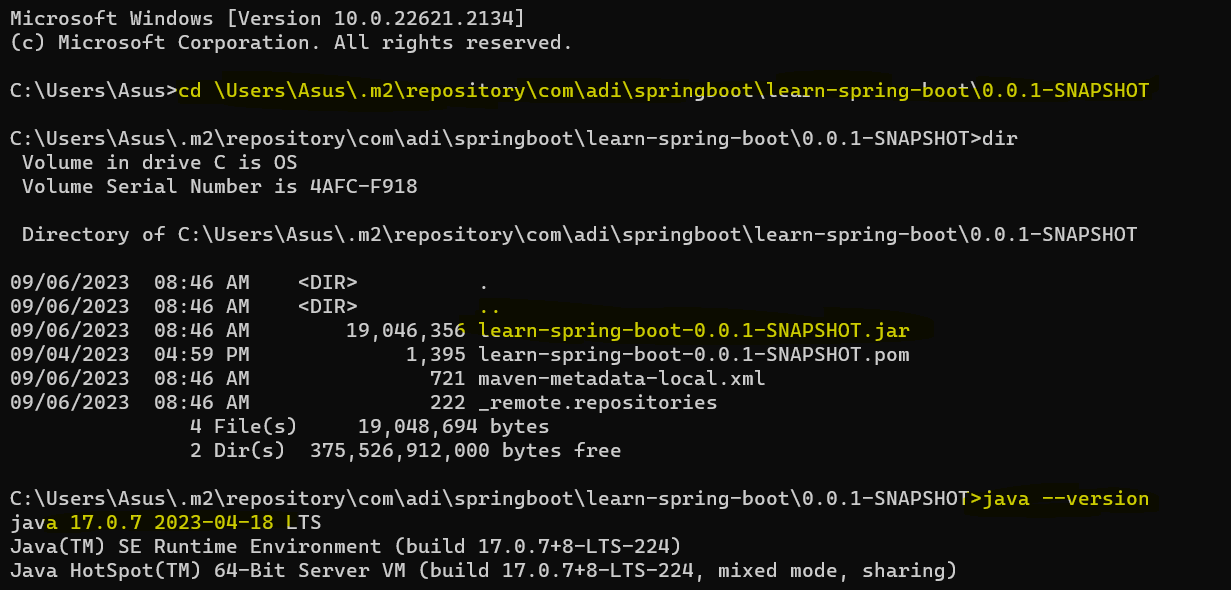 Microsoft Windows [Version 10.0.22621.2134]
(c) Microsoft Corporation. All rights reserved.
C:\Users\Asus>cd \Users\Asus\.m2\repository\com\adi\springboot\learn-spring-boot\0.0.1-SNAPSHOT
C:\Users\Asus\.m2\repository\com\adi\springboot\learn-spring-boot\0.0.1-SNAPSHOT>dir
 Volume in drive C is OS
 Volume Serial Number is 4AFC-F918
 Directory of C:\Users\Asus\.m2\repository\com\adi\springboot\learn-spring-boot\0.0.1-SNAPSHOT
09/06/2023  08:46 AM    <DIR>          .
09/06/2023  08:46 AM    <DIR>          ..
09/06/2023  08:46 AM        19,046,356 learn-spring-boot-0.0.1-SNAPSHOT.jar
09/04/2023  04:59 PM             1,395 learn-spring-boot-0.0.1-SNAPSHOT.pom
09/06/2023  08:46 AM               721 maven-metadata-local.xml
09/06/2023  08:46 AM               222 _remote.repositories
               4 File(s)     19,048,694 bytes
               2 Dir(s)  375,526,912,000 bytes free
C:\Users\Asus\.m2\repository\com\adi\springboot\learn-spring-boot\0.0.1-SNAPSHOT>java --version
java 17.0.7 2023-04-18 LTS
Java(TM) SE Runtime Environment (build 17.0.7+8-LTS-224)
Java HotSpot(TM) 64-Bit Server VM (build 17.0.7+8-LTS-224, mixed mode, sharing)